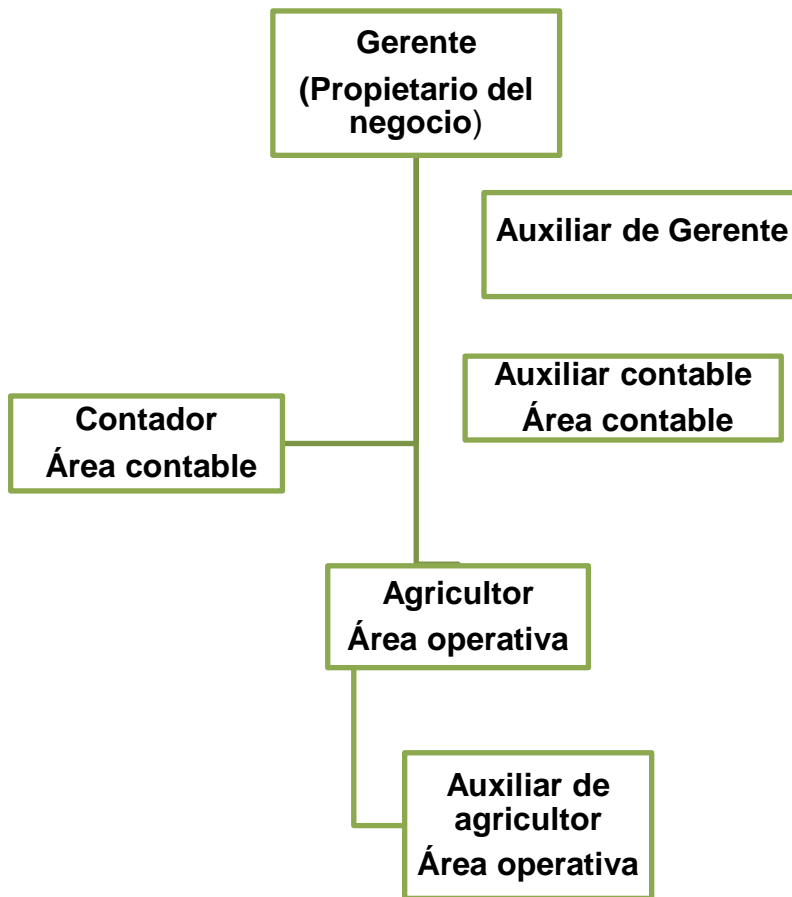 Gerente
(Propietario del
negocio)
Auxiliar de Gerente
Auxiliar contable
Área contable
Contador
Área contable
Agricultor
Área operativa
Auxiliar de
agricultor
Área operativa